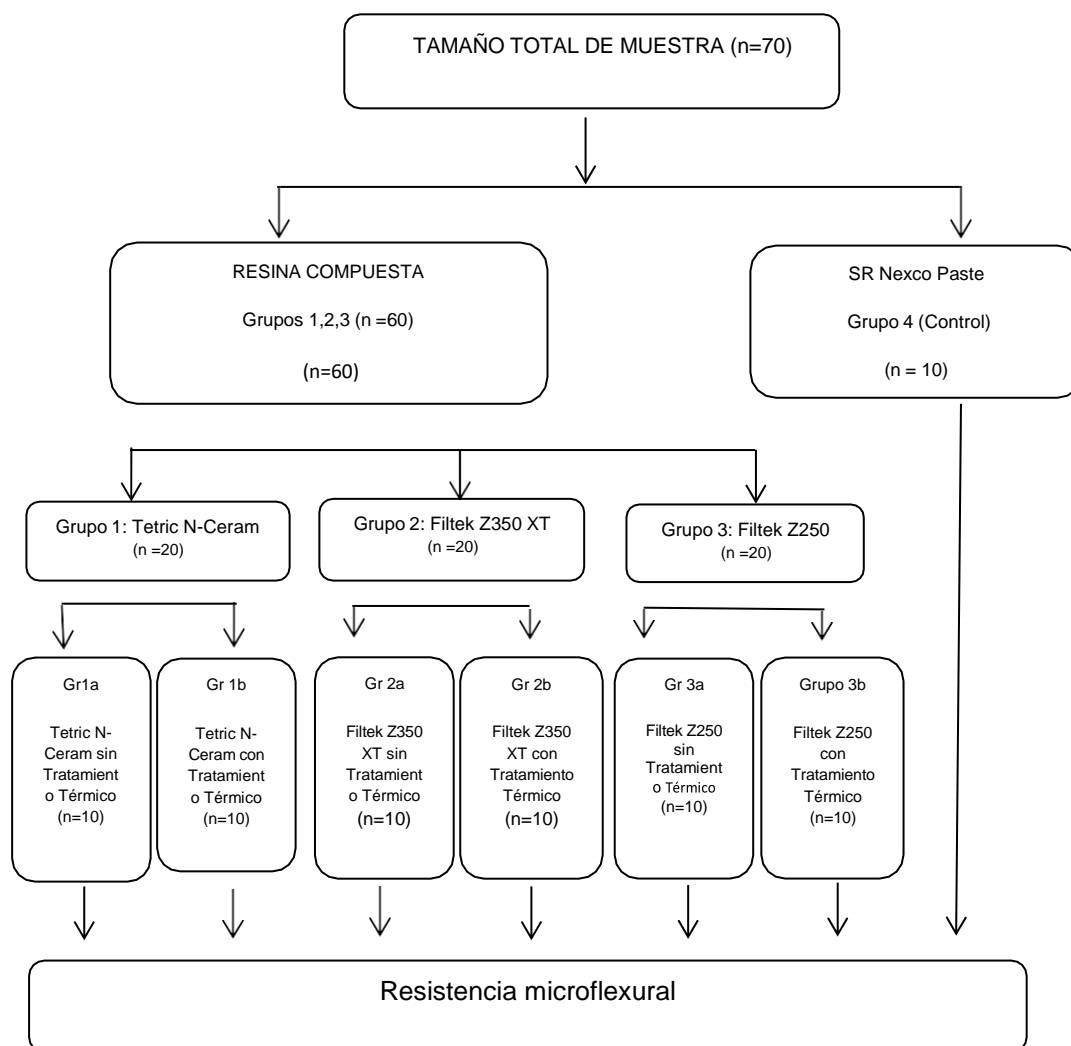 TAMAÑO TOTAL DE MUESTRA (n=70)
RESINA COMPUESTA
Grupos 1,2,3 (n =60)
(n=60)
SR Nexco Paste
Grupo 4 (Control)
(n = 10)
Grupo 1: Tetric N-Ceram
(n =20)
Grupo 2: Filtek Z350 XT
(n =20)
Grupo 3: Filtek Z250
(n =20)
Gr1a
Tetric N-
Ceram sin
Tratamient
o Térmico
(n=10)
Gr 1b
Tetric N-
Ceram con
Tratamient
o Térmico
(n=10)
Gr 2a
Filtek Z350
XT sin
Tratamient
o Térmico
(n=10)
Gr 2b
Filtek Z350
XT con
Tratamiento
Térmico
(n=10)
Gr 3a
Filtek Z250
sin
Tratamient
o Térmico
(n=10)
Grupo 3b
Filtek Z250
con
Tratamiento
Térmico
(n=10)
Resistencia microflexural